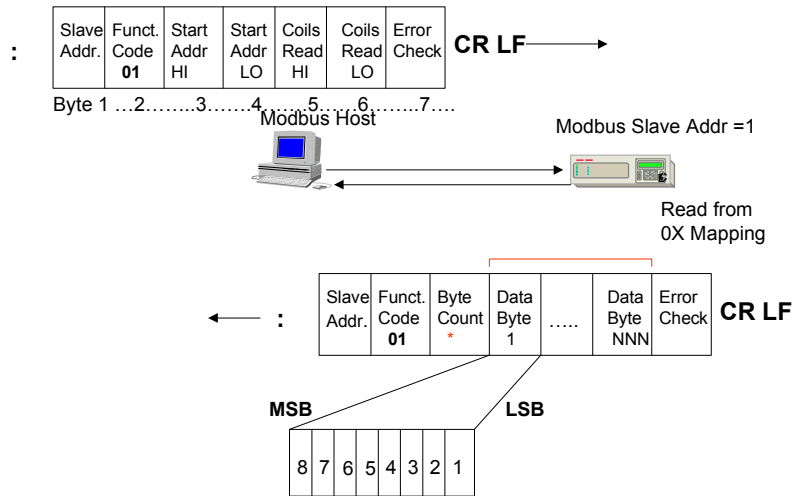 :
Slave Addr.
Funct. Code 01
Start Addr HI
Start Addr LO
Coils Read HI
Coils Read LO
Error Check
CR LF
Byte 1 …2……..3…….4……..5…….6……..7….
Modbus Host
Modbus Slave Addr =1
Read from
0X Mapping
:
Slave Addr.
Funct. Code 01
Byte Count *
Data Byte 1
…..
Data Byte NNN
Error Check
CR LF
MSB
LSB
8 7 6 5 4 3 2 1